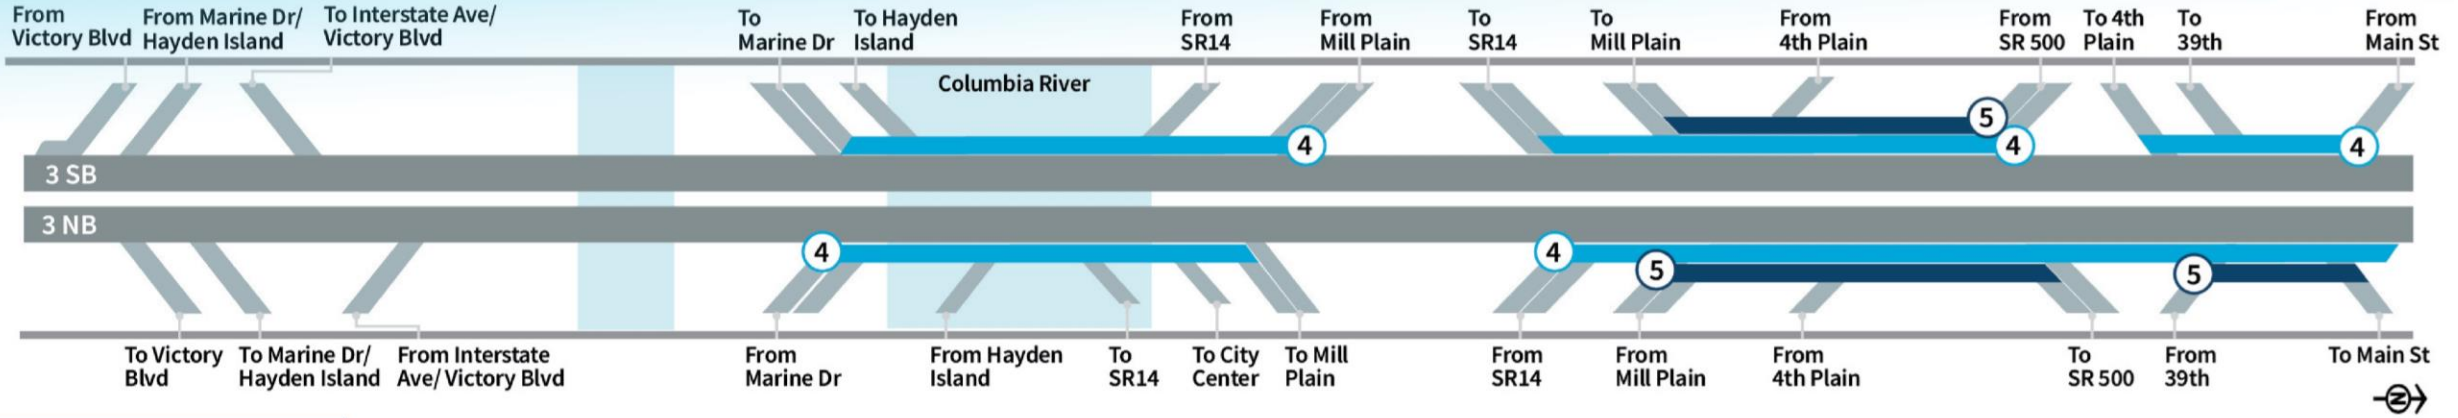 From
Victory Blvd
From Marine Dr/
Hayden Island
To Interstate Ave/
Victory Blvd
To
Marine Dr
To Hayden
Island
From
SR14
From
Mill Plain
To
SR14
To
Mill Plain
From
4th Plain
From
SR 500
To 4th
Plain
To
39th
From
Main St
Columbia River
5
4
4
4
3 SB
3 NB
4
4
5
5
To Victory
Blvd
To Marine Dr/
Hayden Island
From Interstate
Ave/ Victory Blvd
From
Marine Dr
From Hayden
Island
To
SR14
To City
Center
To Mill
Plain
From
SR14
From
Mill Plain
From
4th Plain
To
SR 500
From
39th
To Main St
N